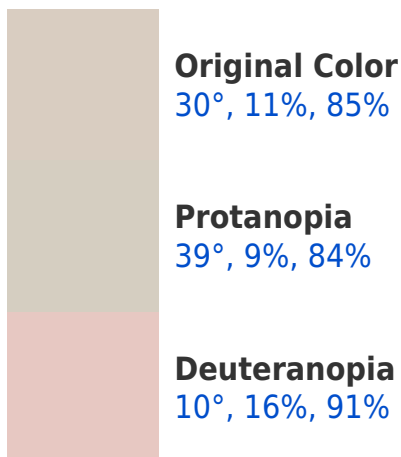 Original Color
30°, 11%, 85%
Protanopia
39°, 9%, 84%
Deuteranopia
10°, 16%, 91%